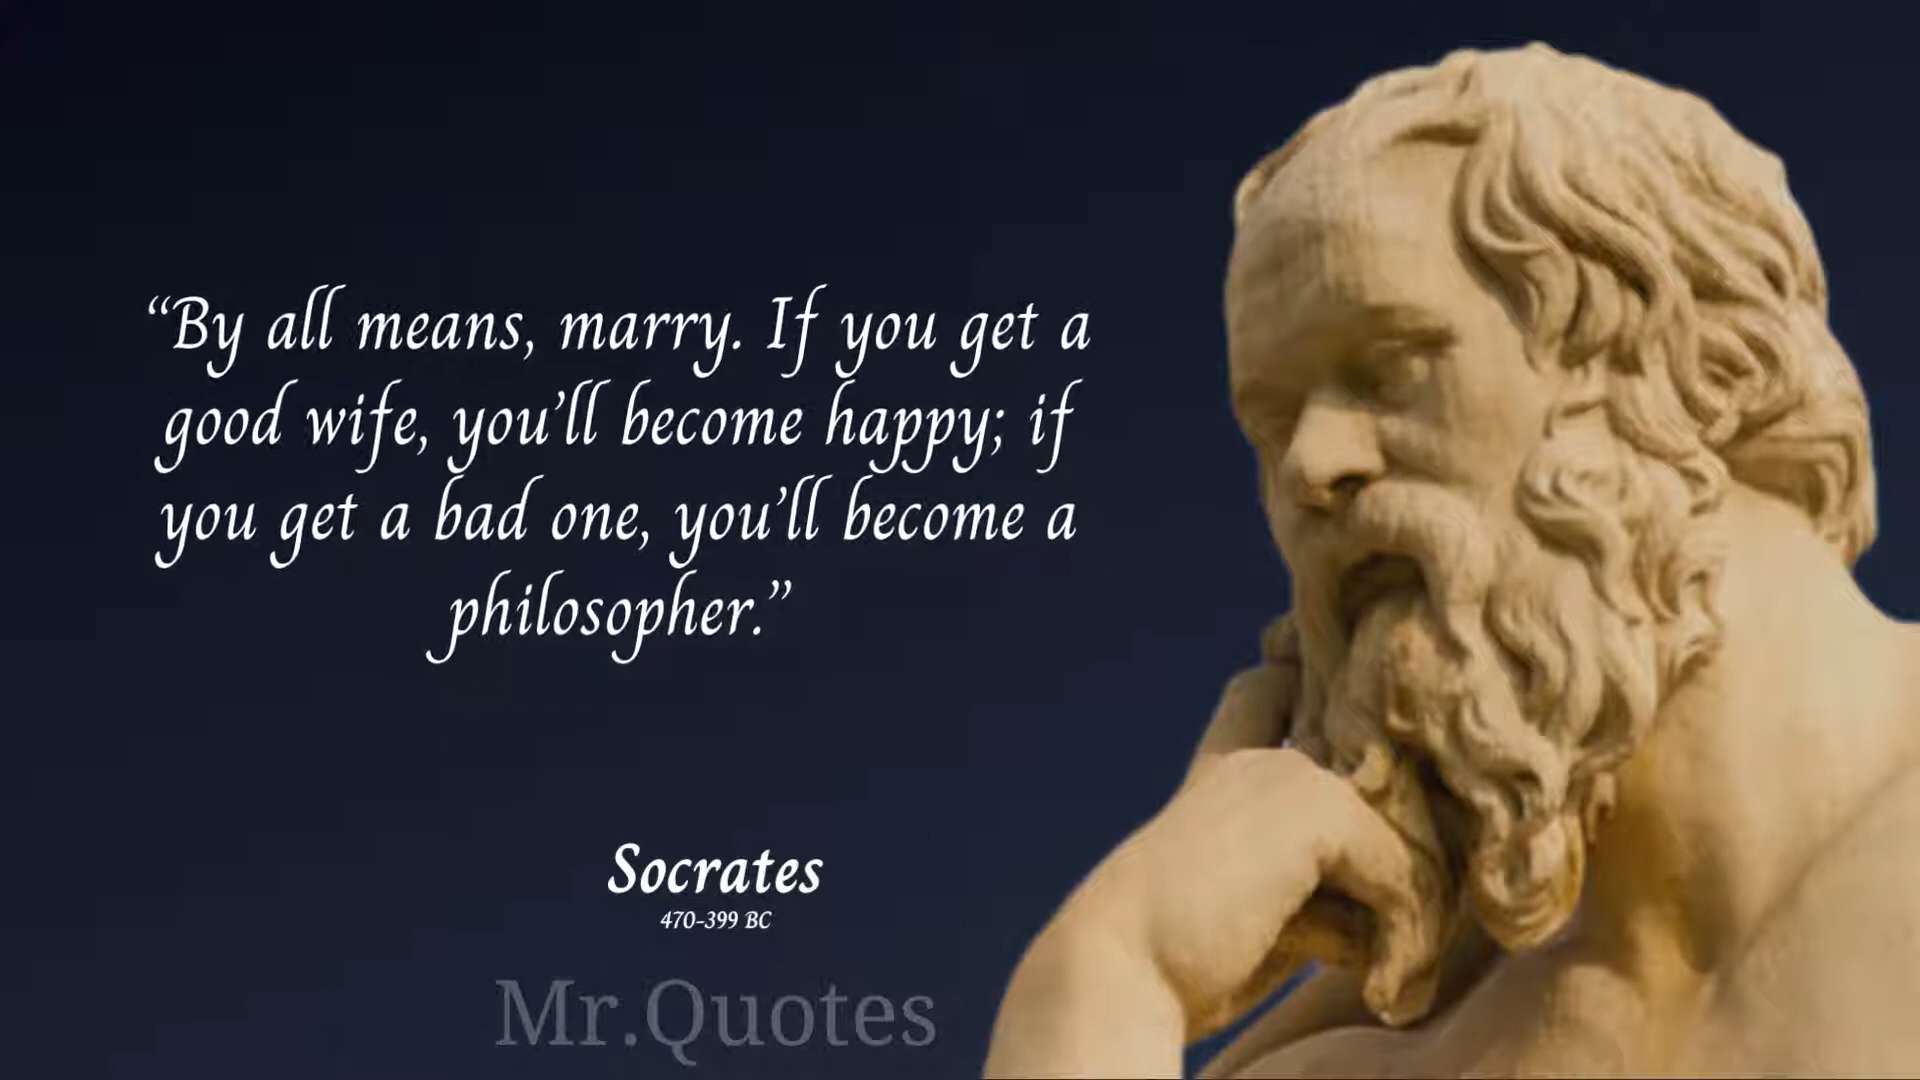 “By all means, marry. If you get a
good wife, you’ll become happy; if
you get a bad one, you’ll become a
philosopher.”
Socrates
470-399 BC
Mr.Quotes